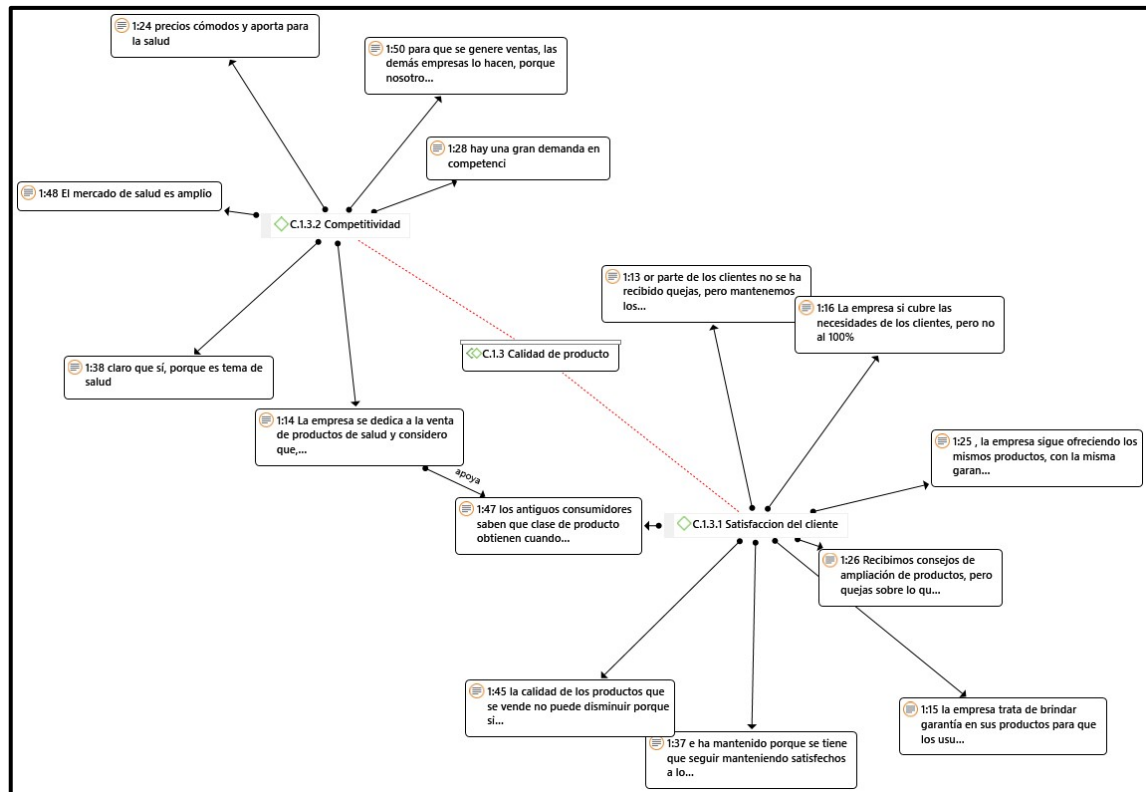 1:24 precios cómodos y aporta para
la salud
1:50 para que se genere ventas, las
demás empresas lo hacen, porque
nosotro...
1:28 hay una gran demanda en
competenci
1:48 El mercado de salud es amplio
C.1.3.2 Competitividad
1:13 or parte de los clientes no se ha
recibido quejas, pero mantenemos
los...
1:16 La empresa si cubre las
necesidades de los clientes, pero no
al 100%
C.1.3 Calidad de producto
1:38 claro que sí, porque es tema de
salud
1:14 La empresa se dedica a la venta
de productos de salud y considero
que,...
apoya
1:25 , la empresa sigue ofreciendo los
mismos productos, con la misma
garan...
1:47 los antiguos consumidores
saben que clase de producto
obtienen cuando...
C.1.3.1 Satisfaccion del cliente
1:26 Recibimos consejos de
ampliación de productos, pero
quejas sobre lo qu...
1:45 la calidad de los productos que
se vende no puede disminuir porque
si...
1:15 la empresa trata de brindar
garantía en sus productos para que
los usu...
1:37 e ha mantenido porque se tiene
que seguir manteniendo satisfechos
a lo...